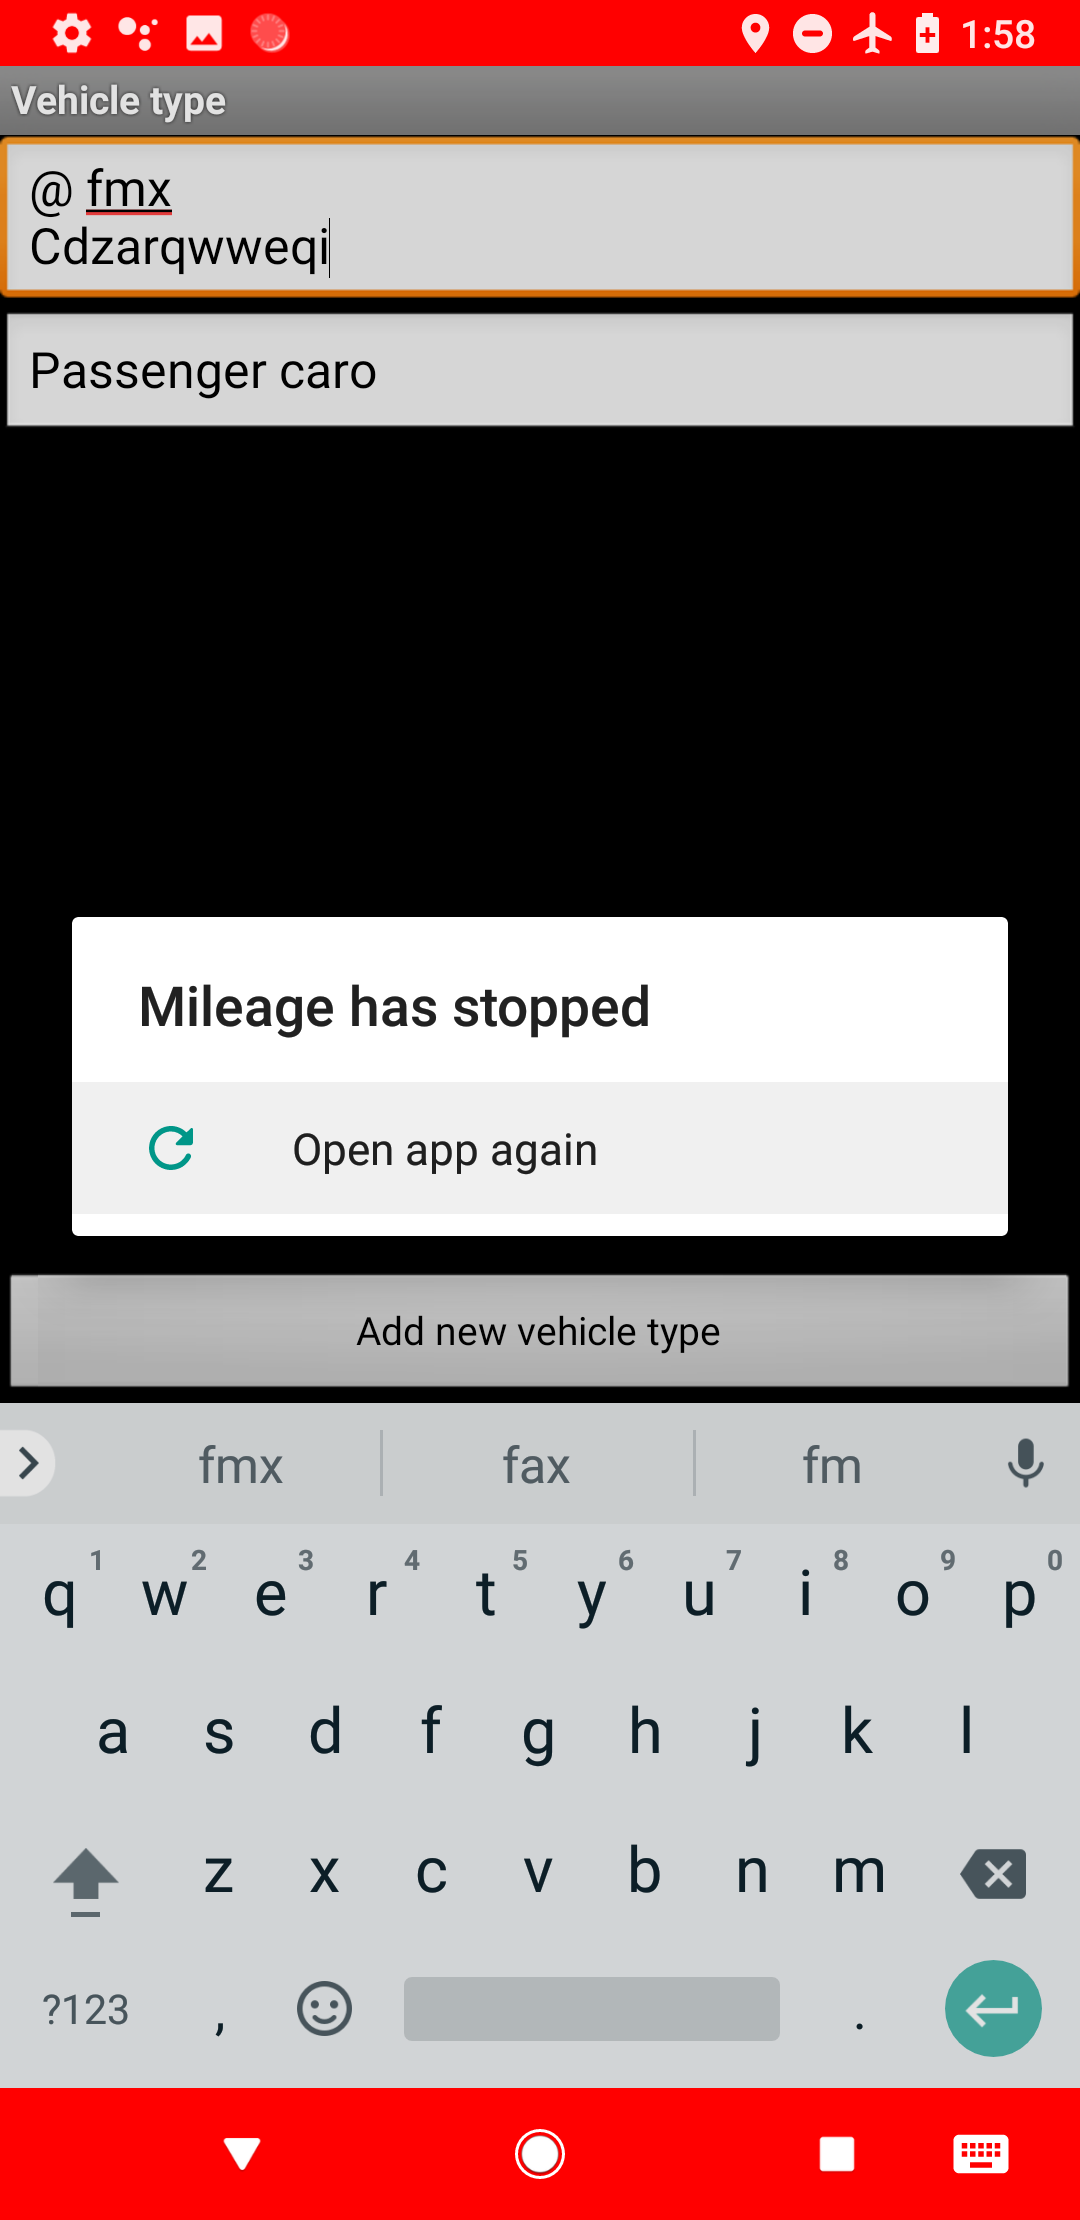 1:58
Vehicle type
@ fmx
Cdzarqwweqi
Passenger caro
Mileage has stopped
Open app again
Add new vehicle type
fmx fax fm
1 2 3 4 5 6 7 8 9 0
q w e r t y u i o p
a s d f g h j k l
z x c v b n m
?123 , .